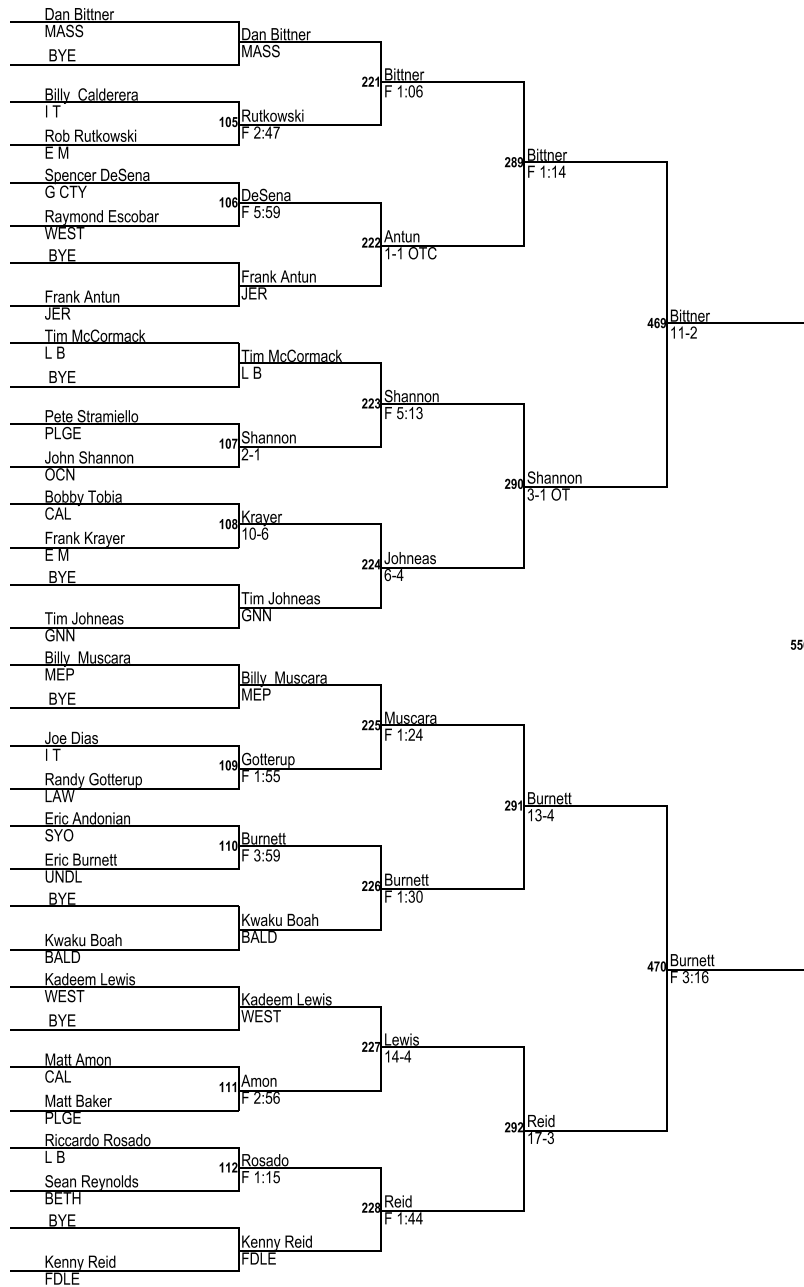 Dan Bittner
MASS
BYE
Billy Calderera
I T
Rob Rutkowski
E M
Spencer DeSena
G CTY
Raymond Escobar
WEST
BYE
Frank Antun
JER
Tim McCormack
L B
BYE
Pete Stramiello
PLGE
John Shannon
OCN
Bobby Tobia
CAL
Frank Krayer
E M
BYE
Tim Johneas
GNN
Billy Muscara
MEP
BYE
Joe Dias
I T
Randy Gotterup
LAW
Eric Andonian
SYO
Eric Burnett
UNDL
BYE
Kwaku Boah
BALD
Kadeem Lewis
WEST
BYE
Matt Amon
CAL
Matt Baker
PLGE
Riccardo Rosado
L B
Sean Reynolds
BETH
BYE
Kenny Reid
FDLE
Dan Bittner
MASS
105 Rutkowski
F 2:47
106 DeSena
F 5:59
Frank Antun
JER
Tim McCormack
L B
107 Shannon
2-1
108 Krayer
10-6
Tim Johneas
GNN
Billy Muscara
MEP
109 Gotterup
F 1:55
110 Burnett
F 3:59
Kwaku Boah
BALD
Kadeem Lewis
WEST
111 Amon
F 2:56
112 Rosado
F 1:15
Kenny Reid
FDLE
221 Bittner
F 1:06
222 Antun
1-1 OTC
223 Shannon
F 5:13
224 Johneas
6-4
225 Muscara
F 1:24
226 Burnett
F 1:30
227 Lewis
14-4
228 Reid
F 1:44
289 Bittner
F 1:14
290 Shannon
3-1 OT
291 Burnett
13-4
292 Reid
17-3
469 Bittner
11-2
470 Burnett
F 3:16